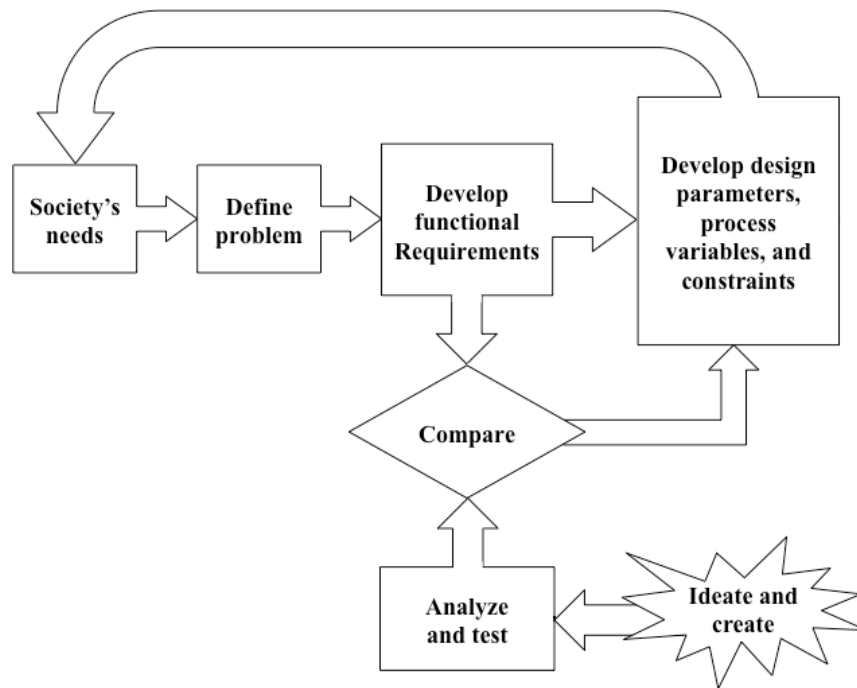 Society’s
needs
Define
problem
Develop
functional
Requirements
Develop design
parameters,
process
variables, and
constraints
Compare
Analyze
and test
Ideate and
create